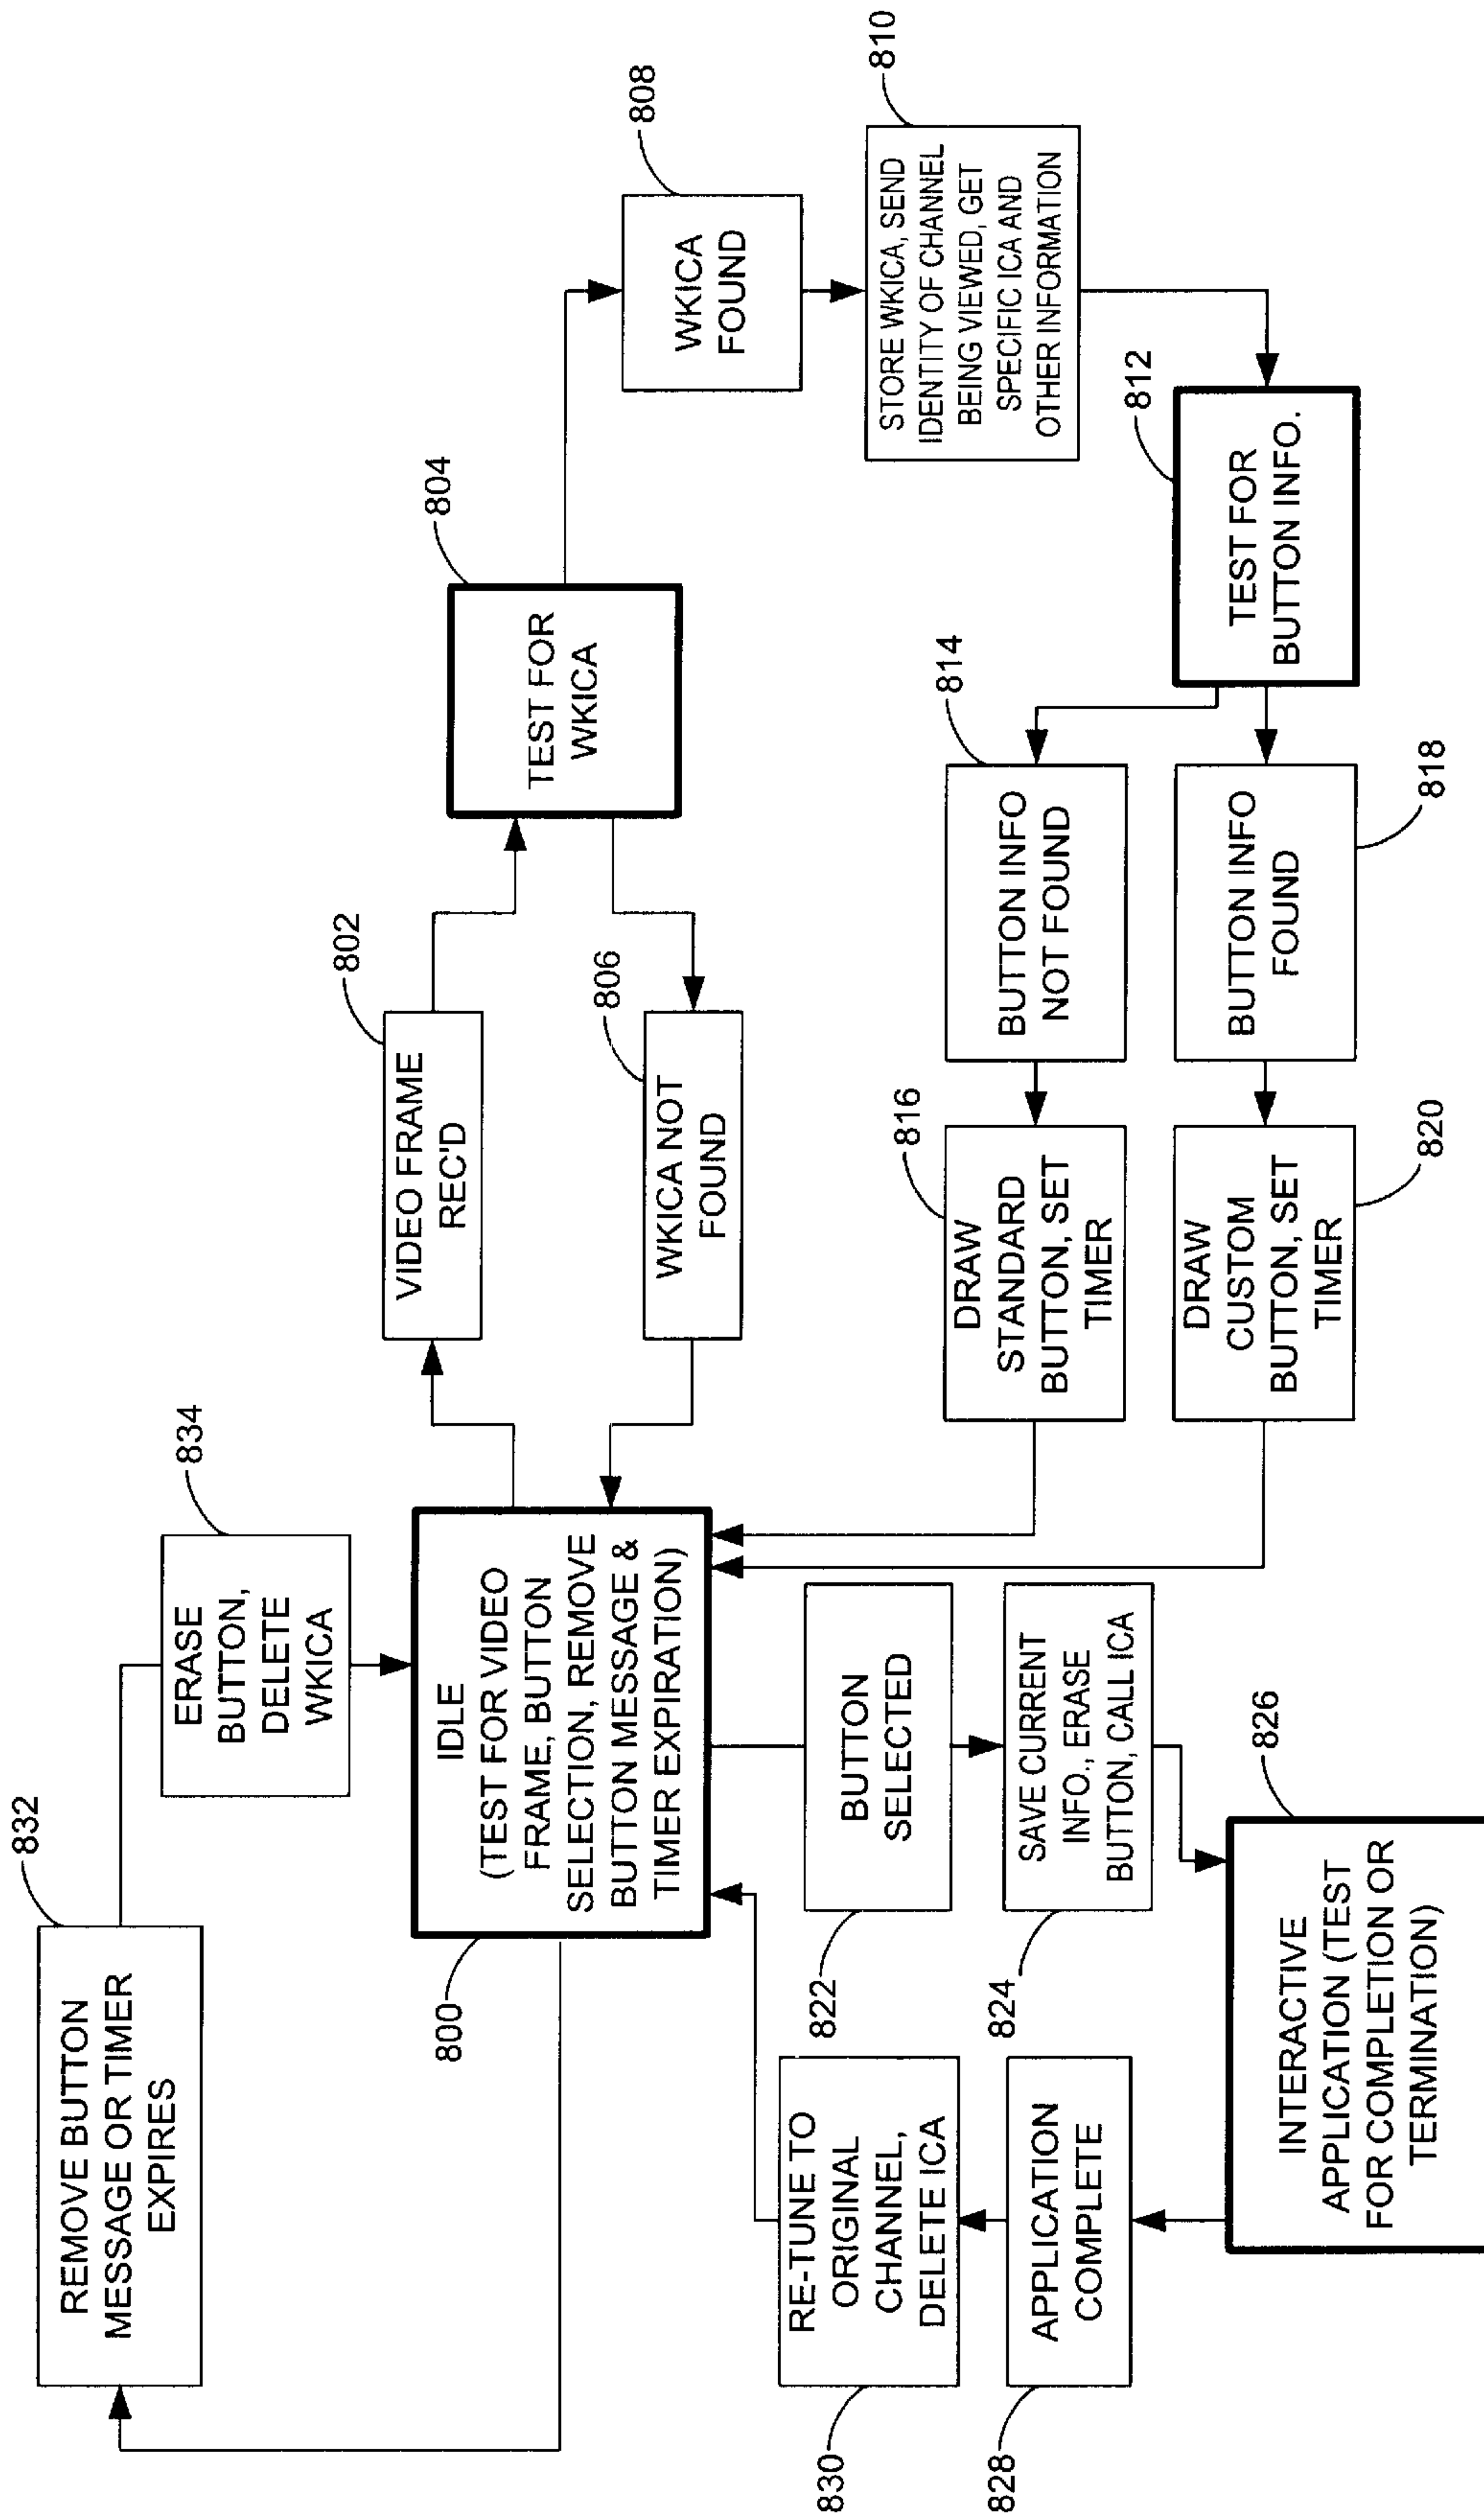 832
REMOVE BUTTON
MESSAGE OR TIMER
EXPIRES
834
ERASE
BUTTON,
DELETE
WKICA
800
IDLE
(TEST FOR VIDEO
FRAME, BUTTON
SELECTION, REMOVE
BUTTON MESSAGE &
TIMER EXPIRATION)
802
VIDEO FRAME
REC'D
804
TEST FOR
WKICA
806
WKICA NOT
FOUND
808
WKICA
FOUND
810
STORE WKICA, SEND
IDENTITY OF CHANNEL
BEING VIEWED, GET
SPECIFIC ICA AND
OTHER INFORMATION
812
TEST FOR
BUTTON INFO.
814
BUTTON INFO
NOT FOUND
816
DRAW
STANDARD
BUTTON, SET
TIMER
818
BUTTON INFO
FOUND
820
DRAW
CUSTOM
BUTTON, SET
TIMER
822
BUTTON
SELECTED
824
SAVE CURRENT
INFO., ERASE
BUTTON, CALL ICA
826
INTERACTIVE
APPLICATION (TEST
FOR COMPLETION OR
TERMINATION)
828
APPLICATION
COMPLETE
830
RE-TUNE TO
ORIGINAL
CHANNEL,
DELETE ICA